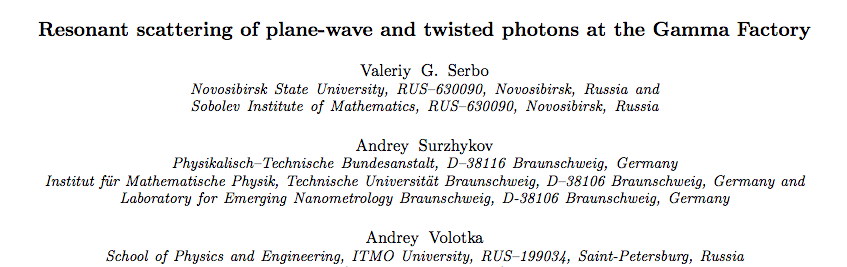 Resonant scattering of plane-wave and twisted photons at the Gamma Factory
Valeriy G. Serbo
Novosibirsk State University, RUS–630090, Novosibirsk, Russia and
Sobolev Institute of Mathematics, RUS–630090, Novosibirsk, Russia
Andrey Surzhykov
Physikalisch–Technische Bundesanstalt, D–38116 Braunschweig, Germany
Institut für Mathematische Physik, Technische Universität Braunschweig, D–38106 Braunschweig, Germany and
Laboratory for Emerging Nanometrology Braunschweig, D-38106 Braunschweig, Germany
Andrey Volotka
School of Physics and Engineering, ITMO University, RUS–199034, Saint-Petersburg, Russia